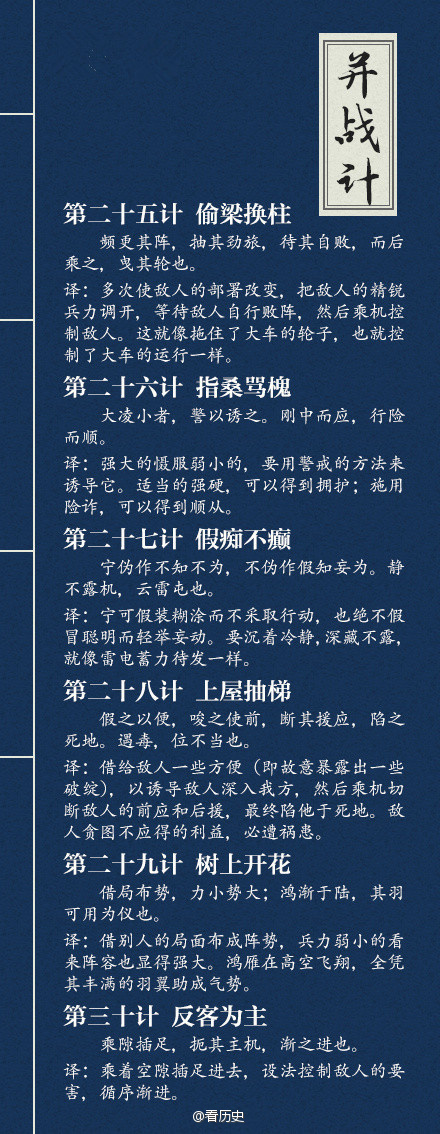 并战计
第二十五计 偷梁换柱
频更其阵，抽其劲旅，待其自败，而后
乘之，曳其轮也。
译：多次使敌人的部署改变，把敌人的精锐
兵力调开，等待敌人自行败阵，然后乘机控
制敌人。这就像拖住了大车的轮子，也就控
制了大车的运行一样。
第二十六计 指桑骂槐
大凌小者，警以诱之。刚中而应，行险
而顺。
译：强大的慑服弱小的，要用警戒的方法来
诱导它。适当的强硬，可以得到拥护；施用
险诈，可以得到顺从。
第二十七计 假痴不癫
宁伪作不知不为，不伪作假知妄为。静
不露机，云雷屯也。
译：宁可假装糊涂而不采取行动，也绝不假
冒聪明而轻举妄动。要沉着冷静，深藏不露，
就像雷电蓄力待发一样。
第二十八计 上屋抽梯
假之以便，唆之使前，断其援应，陷之
死地。遇毒，位不当也。
译：借给敌人一些方便（即故意暴露出一些
破绽)，以诱导敌人深入我方，然后乘机切
断敌人的前应和后援，最终陷他于死地。敌
人贪图不应得的利益，必遭祸患。
第二十九计 树上开花
借局布势，力小势大；鸿渐于陆，其羽
可用为仪也。
译：借别人的局面布成阵势，兵力弱小的看
来阵容也显得强大。鸿雁在高空飞翔，全凭
其丰满的羽翼助成气势。
第三十计 反客为主
乘隙插足，扼其主机，渐之进也。
译：乘着空隙插足进去，设法控制敌人的要
害，循序渐进。
@看历史